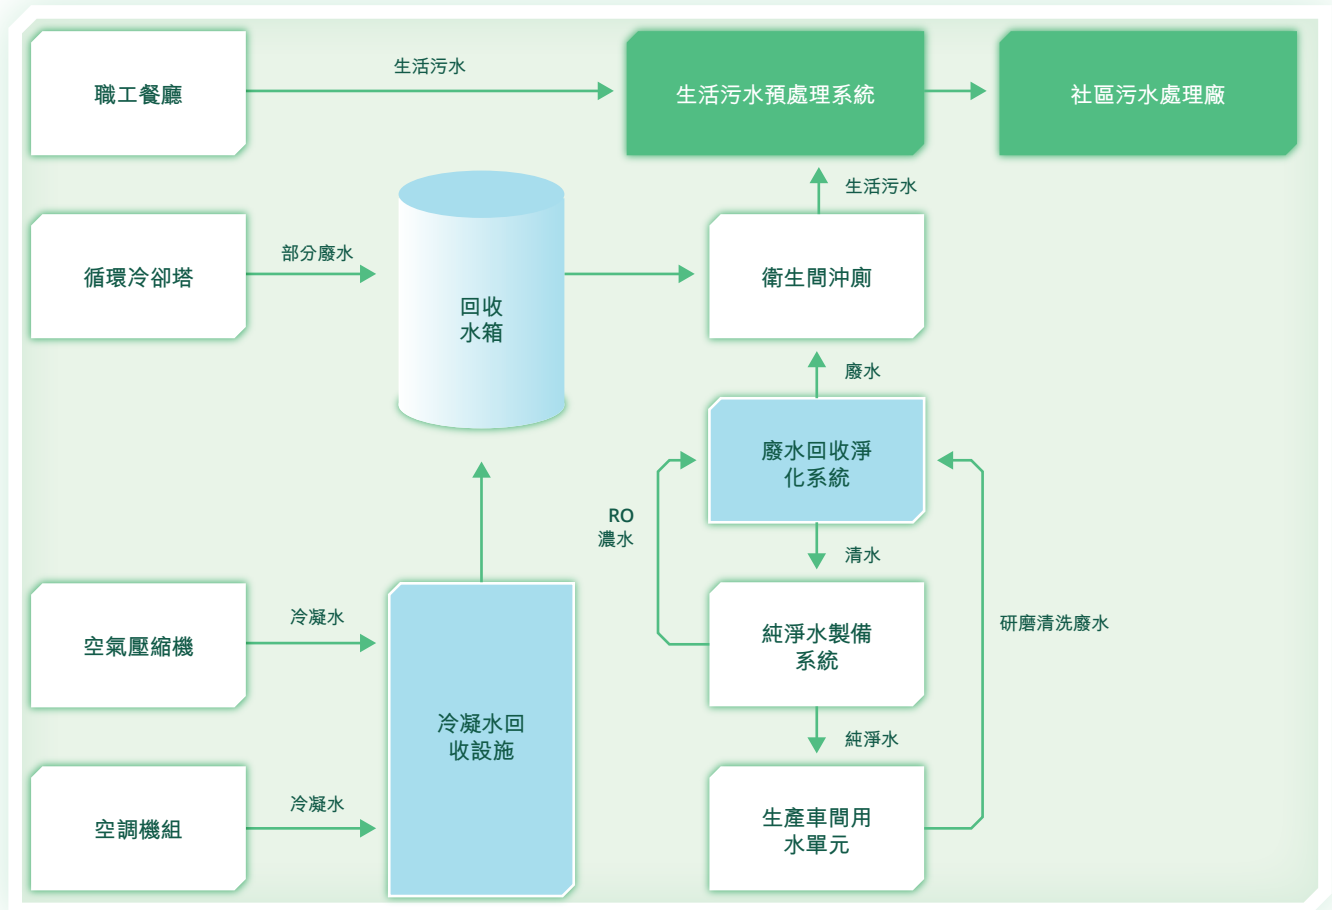 職工餐廳
生活污水
生活污水預處理系統
社區污水處理廠
生活污水
循環冷卻塔
部分廢水
回收
水箱
衛生間沖廁
廢水
廢水回收淨
化系統
RO
濃水
清水
空氣壓縮機
冷凝水
冷凝水回
收設施
純淨水製備
系統
研磨清洗廢水
純淨水
空調機組
冷凝水
生產車間用
水單元